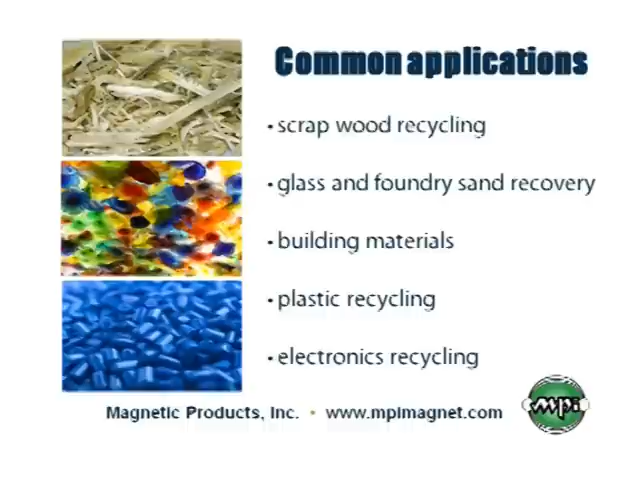 Common applications
• scrap wood recycling
• glass and foundry sand recovery
• building materials
• plastic recycling
• electronics recycling
Magnetic Products, Inc. • www.mpimagnet.com
mpi